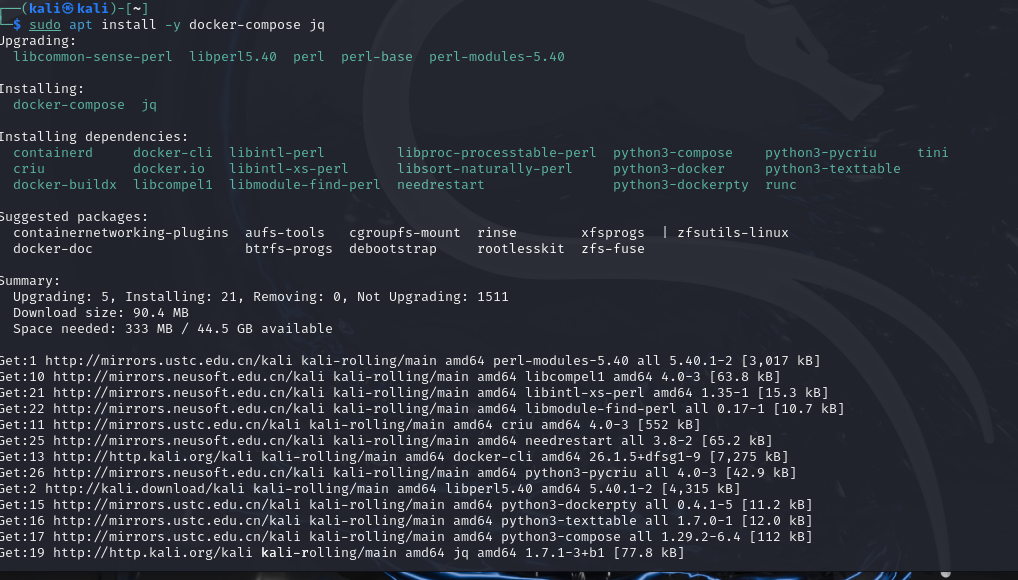 ┌──(kali㉿kali)-[~]
└─$ sudo apt install -y docker-compose jq
Upgrading:
libcommon-sense-perl libperl5.40 perl perl-base perl-modules-5.40
Installing:
docker-compose jq
Installing dependencies:
containerd docker-cli libintl-perl libproc-processtable-perl python3-compose python3-pycriu tini
criu docker.io libintl-xs-perl libsort-naturally-perl python3-docker python3-texttable
docker-buildx libcompel1 libmodule-find-perl needrestart python3-dockerpty runc
Suggested packages:
containernetworking-plugins aufs-tools cgroupfs-mount rinse xfsprogs | zfsutils-linux
docker-doc btrfs-progs debootstrap rootlesskit zfs-fuse
Summary:
Upgrading: 5, Installing: 21, Removing: 0, Not Upgrading: 1511
Download size: 90.4 MB
Space needed: 333 MB / 44.5 GB available
Get:1 http://mirrors.ustc.edu.cn/kali kali-rolling/main amd64 perl-modules-5.40 all 5.40.1-2 [3,017 kB]
Get:10 http://mirrors.neusoft.edu.cn/kali kali-rolling/main amd64 libcompel1 amd64 4.0-3 [63.8 kB]
Get:21 http://mirrors.neusoft.edu.cn/kali kali-rolling/main amd64 libintl-xs-perl amd64 1.35-1 [15.3 kB]
Get:22 http://mirrors.neusoft.edu.cn/kali kali-rolling/main amd64 libmodule-find-perl all 0.17-1 [10.7 kB]
Get:11 http://mirrors.ustc.edu.cn/kali kali-rolling/main amd64 criu amd64 4.0-3 [552 kB]
Get:25 http://mirrors.neusoft.edu.cn/kali kali-rolling/main amd64 needrestart all 3.8-2 [65.2 kB]
Get:13 http://http.kali.org/kali kali-rolling/main amd64 docker-cli amd64 26.1.5+dfsg1-9 [7,275 kB]
Get:26 http://mirrors.neusoft.edu.cn/kali kali-rolling/main amd64 python3-pycriu all 4.0-3 [42.9 kB]
Get:2 http://kali.download/kali kali-rolling/main amd64 libperl5.40 amd64 5.40.1-2 [4,315 kB]
Get:15 http://mirrors.ustc.edu.cn/kali kali-rolling/main amd64 python3-dockerpty all 0.4.1-5 [11.2 kB]
Get:16 http://mirrors.ustc.edu.cn/kali kali-rolling/main amd64 python3-texttable all 1.7.0-1 [12.0 kB]
Get:17 http://mirrors.ustc.edu.cn/kali kali-rolling/main amd64 python3-compose all 1.29.2-6.4 [112 kB]
Get:19 http://http.kali.org/kali kali-rolling/main amd64 jq amd64 1.7.1-3+b1 [77.8 kB]